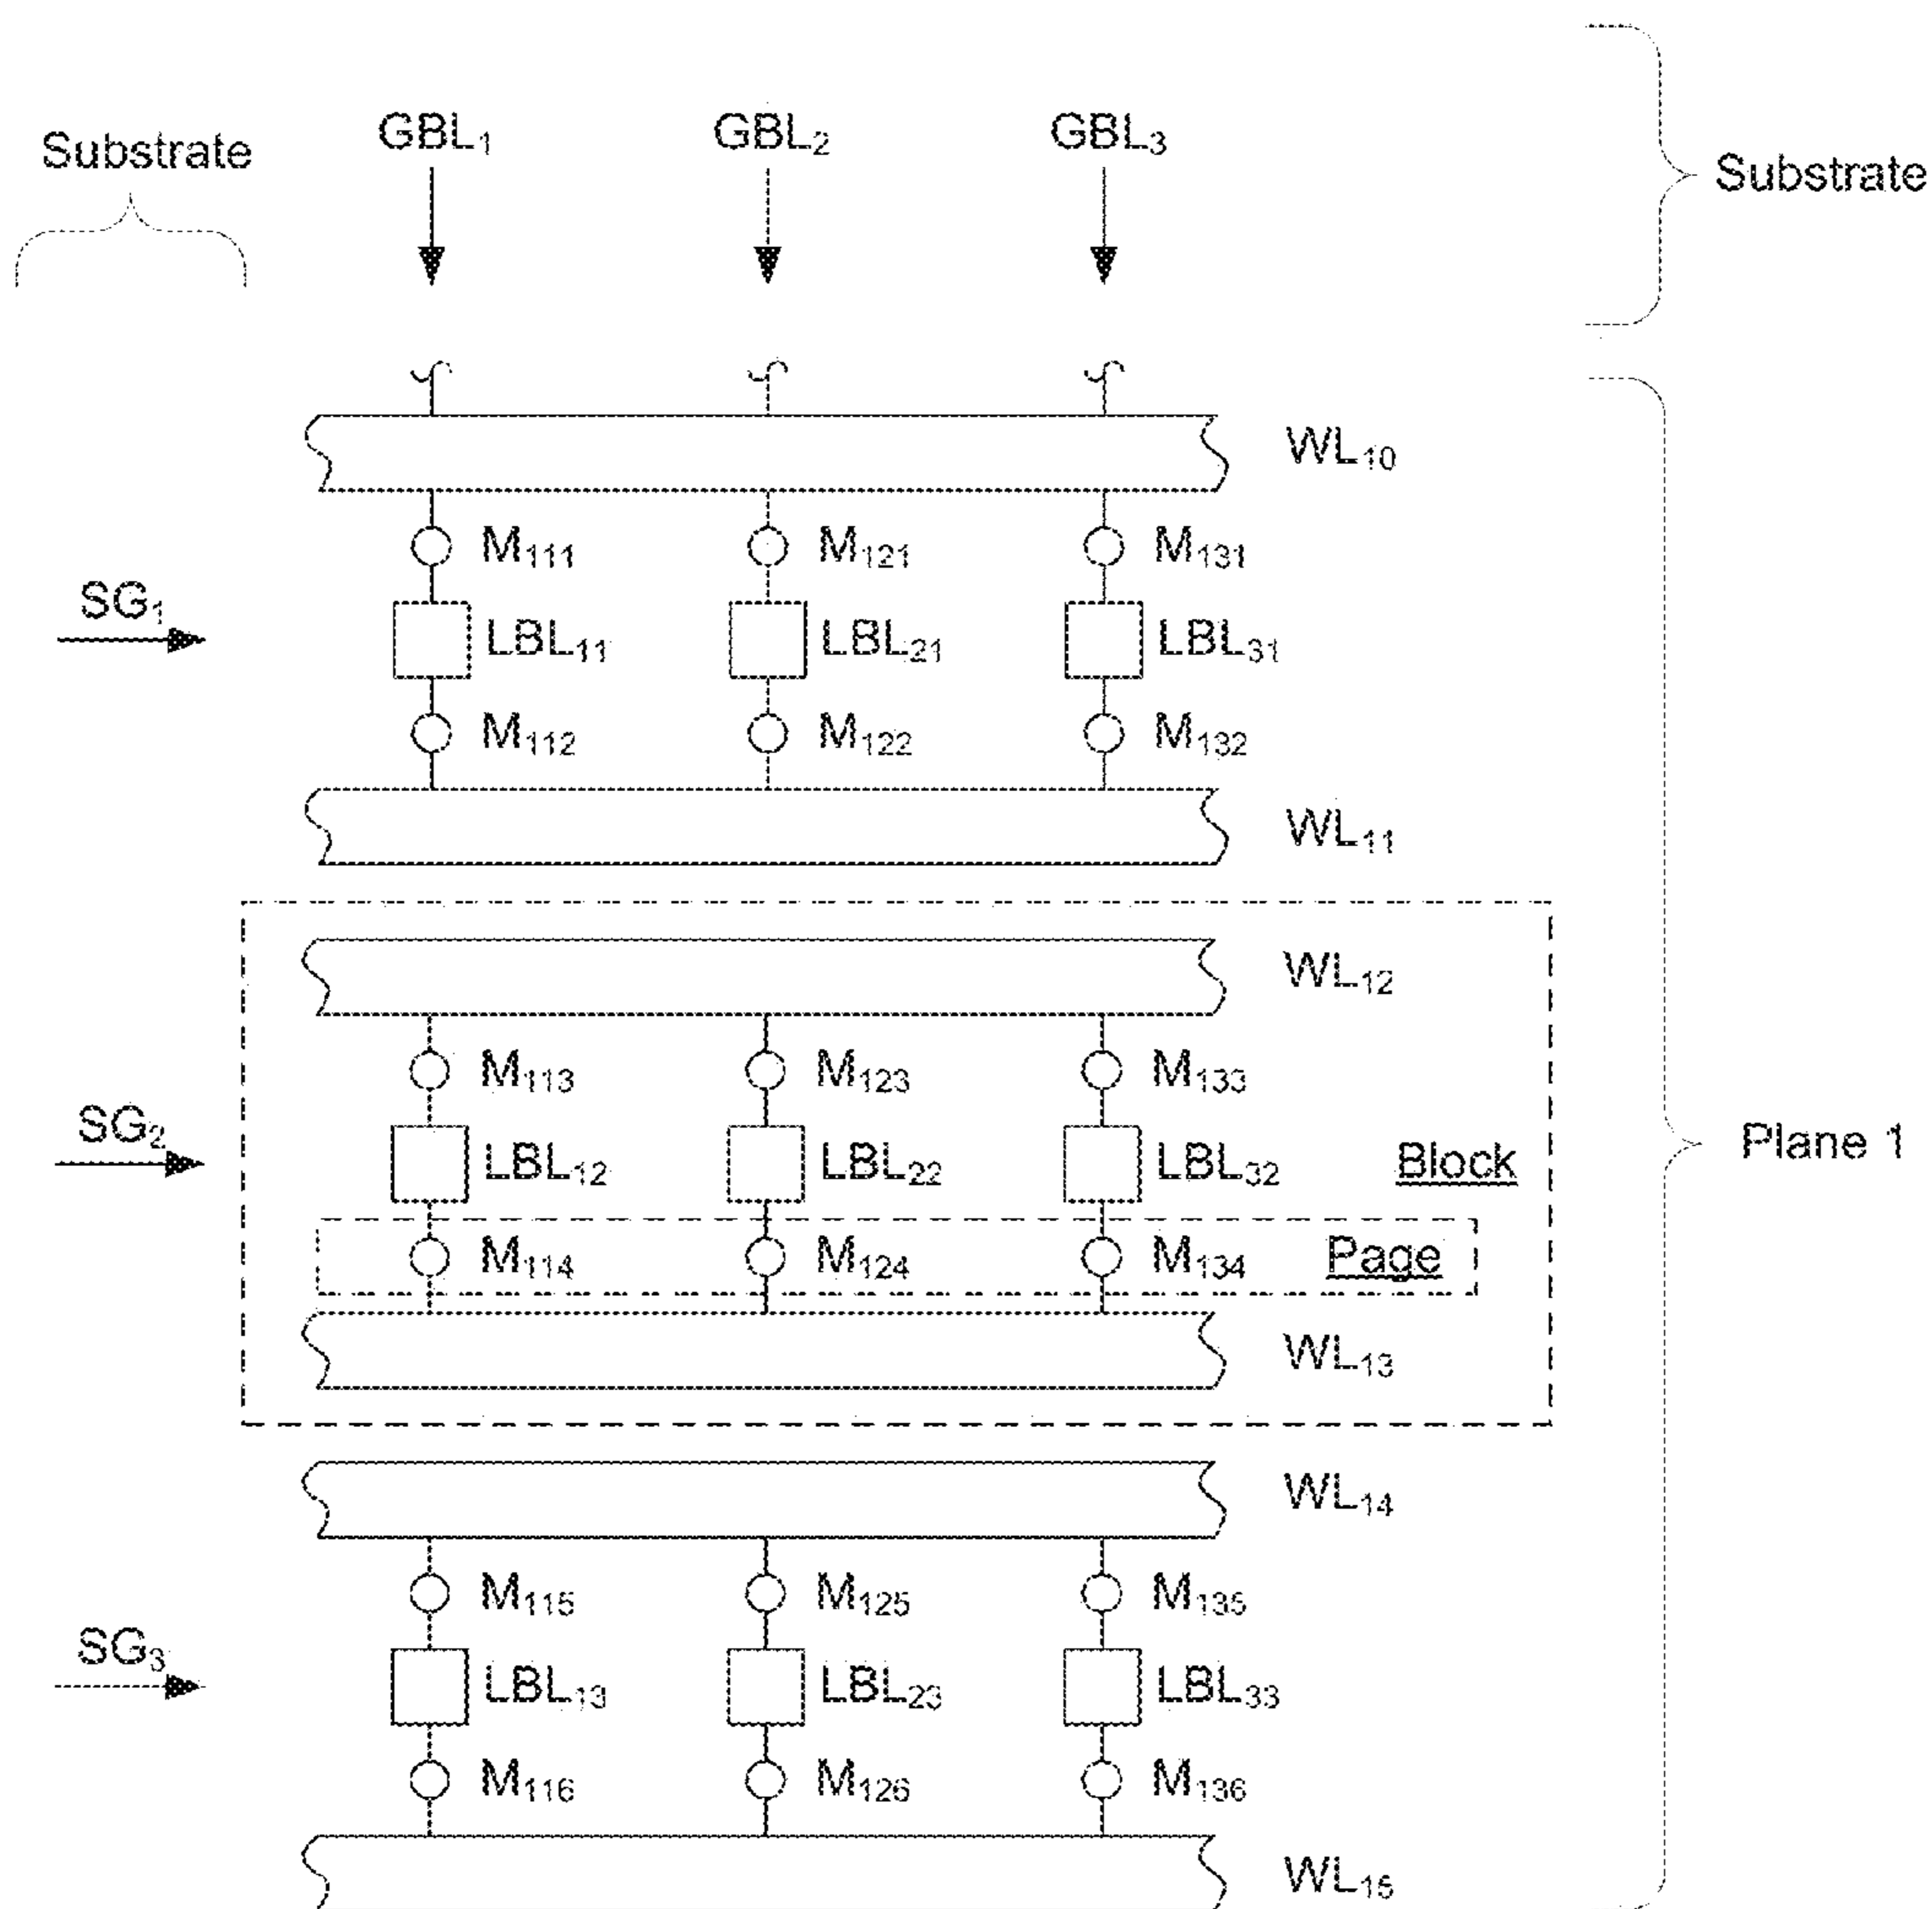 GBL₁ GBL₂ GBL₃
Substrate
Substrate
WL₁₀
M₁₁₁ M₁₂₁ M₁₃₁
SG₁
LBL₁₁ LBL₂₁ LBL₃₁
M₁₁₂ M₁₂₂ M₁₃₂
WL₁₁
WL₁₂
M₁₁₃ M₁₂₃ M₁₃₃
SG₂
LBL₁₂ LBL₂₂ LBL₃₂ Block
Plane 1
M₁₁₄ M₁₂₄ M₁₃₄ Page
WL₁₃
WL₁₄
M₁₁₅ M₁₂₅ M₁₃₅
SG₃
LBL₁₃ LBL₂₃ LBL₃₃
M₁₁₆ M₁₂₆ M₁₃₆
WL₁₅